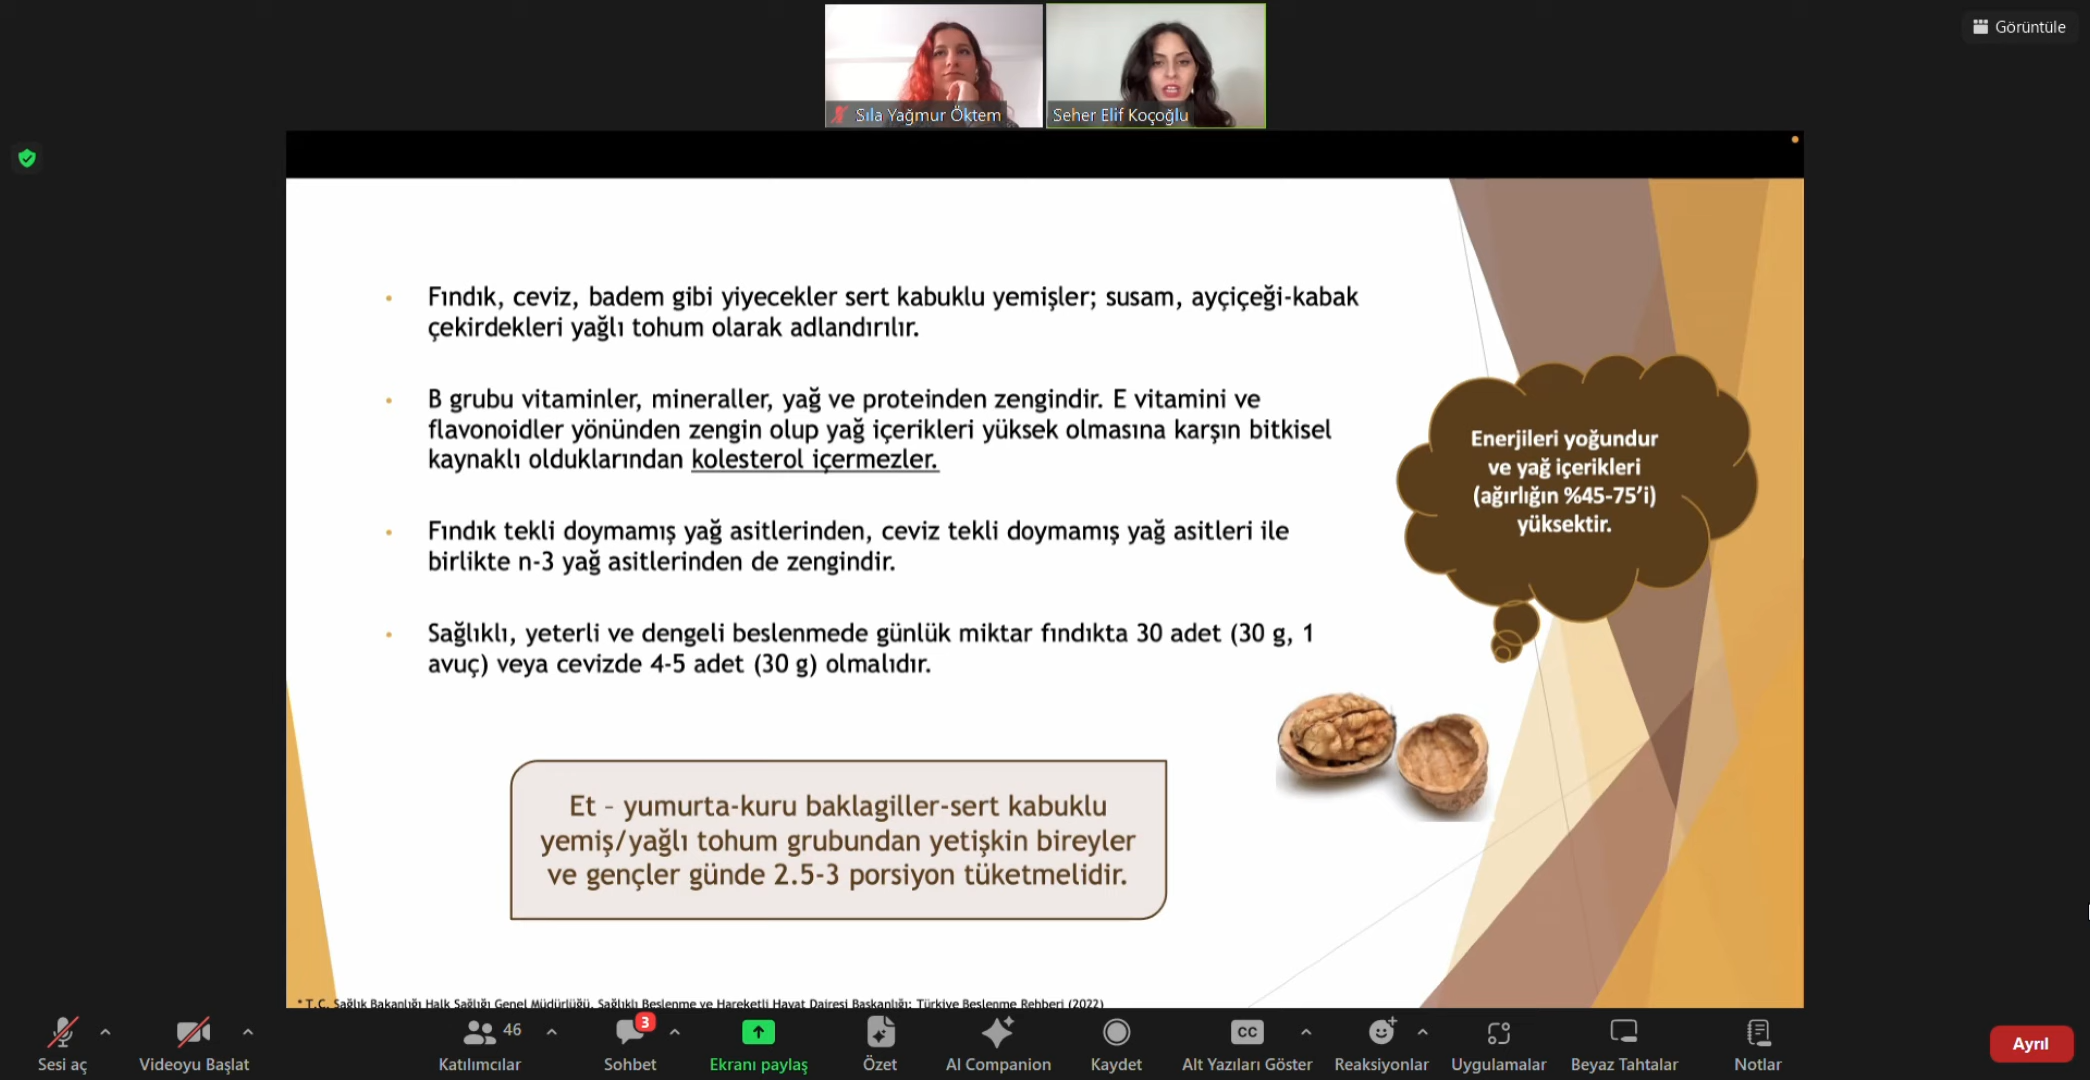 Görüntüle
Sıla Yağmur Öktem
Seher Elif Koçoğlu
Fındık, ceviz, badem gibi yiyecekler sert kabuklu yemişler; susam, ayçiçeği-kabak
çekirdekleri yağlı tohum olarak adlandırılır.
B grubu vitaminler, mineraller, yağ ve proteinden zengindir. E vitamini ve
flavonoidler yönünden zengin olup yağ içerikleri yüksek olmasına karşın bitkisel
kaynaklı olduklarından kolesterol içermezler.
Fındık tekli doymamış yağ asitlerinden, ceviz tekli doymamış yağ asitleri ile
birlikte n-3 yağ asitlerinden de zengindir.
Sağlıklı, yeterli ve dengeli beslenmede günlük miktar fındıkta 30 adet (30 g, 1
avuç) veya cevizde 4-5 adet (30 g) olmalıdır.
Enerjileri yoğundur
ve yağ içerikleri
(ağırlığın %45-75’i)
yüksektir.
Et – yumurta-kuru baklagiller-sert kabuklu
yemiş/yağlı tohum grubundan yetişkin bireyler
ve gençler günde 2.5-3 porsiyon tüketmelidir.
* T.C. Sağlık Bakanlığı Halk Sağlığı Genel Müdürlüğü, Sağlıklı Beslenme ve Hareketli Hayat Dairesi Başkanlığı; Türkiye Beslenme Rehberi (2022)
46
3
CC
Sesi aç
Videoyu Başlat
Katılımcılar
Sohbet
Ekranı paylaş
Özet
AI Companion
Kaydet
Alt Yazıları Göster
Reaksiyonlar
Uygulamalar
Beyaz Tahtalar
Notlar
Ayrıl